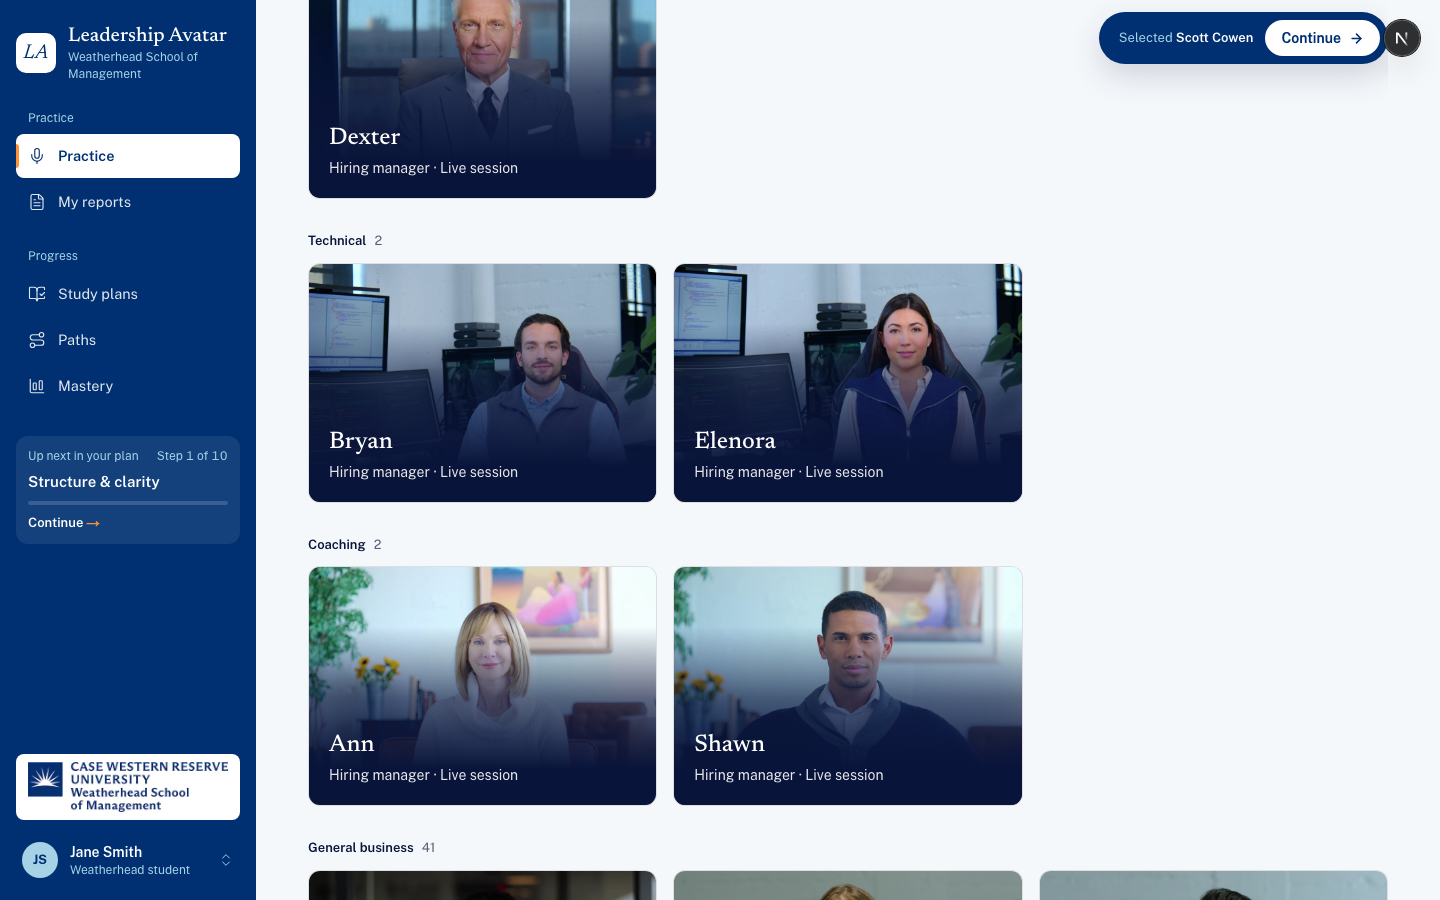 LA
Leadership Avatar
Weatherhead School of
Management
Practice
Practice
My reports
Progress
Study plans
Paths
Mastery
Up next in your plan
Step 1 of 10
Structure & clarity
Continue →
CASE WESTERN RESERVE
UNIVERSITY
Weatherhead School
of Management
JS
Jane Smith
Weatherhead student
Selected Scott Cowen
Continue →
N
Dexter
Hiring manager · Live session
Technical 2
Bryan
Hiring manager · Live session
Elenora
Hiring manager · Live session
Coaching 2
Ann
Hiring manager · Live session
Shawn
Hiring manager · Live session
General business 41